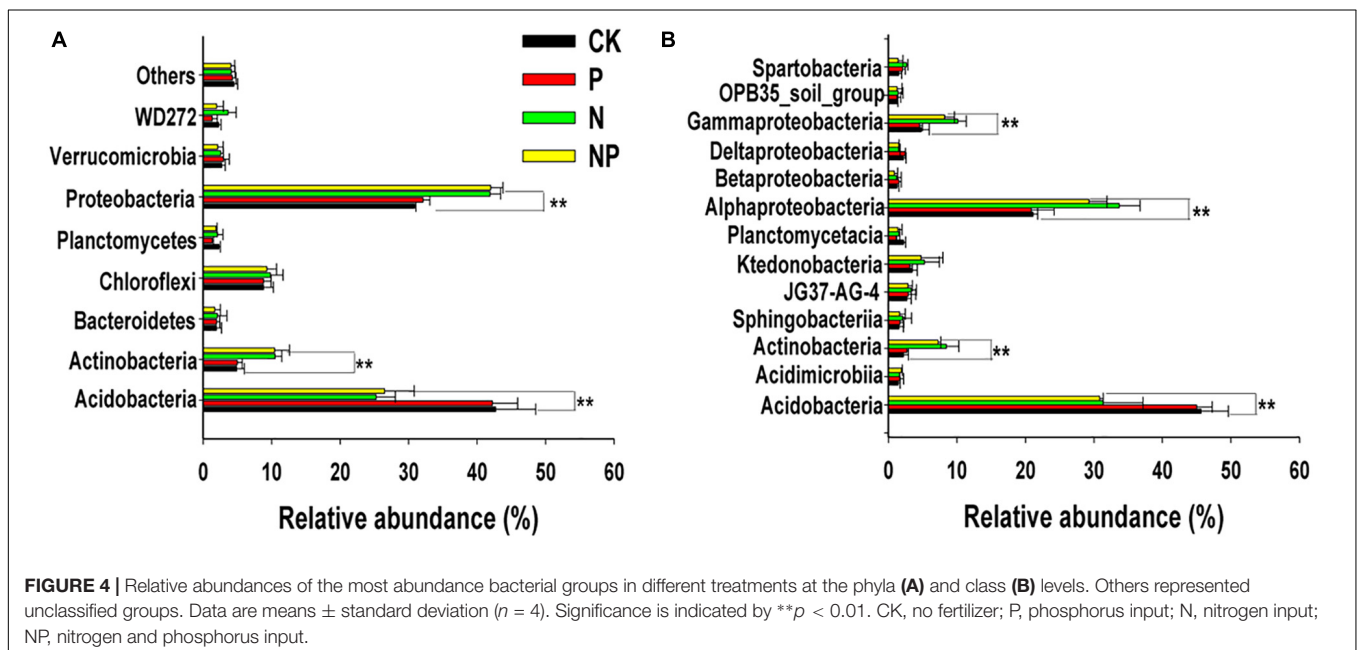 A
CK
P
N
NP
Others
WD272
Verrucomicrobia
Proteobacteria
**
Planctomycetes
Chloroflexi
Bacteroidetes
Actinobacteria
**
Acidobacteria
**
0 10 20 30 40 50 60
Relative abundance (%)
B
Spartobacteria
OPB35_soil_group
Gammaproteobacteria
**
Deltaproteobacteria
Betaproteobacteria
Alphaproteobacteria
**
Planctomycetacia
Ktedonobacteria
JG37-AG-4
Sphingobacteriia
Actinobacteria
**
Acidimicrobiia
Acidobacteria
**
0 10 20 30 40 50 60
Relative abundance (%)
FIGURE 4 | Relative abundances of the most abundance bacterial groups in different treatments at the phyla (A) and class (B) levels. Others represented
unclassified groups. Data are means ± standard deviation (n = 4). Significance is indicated by **p < 0.01. CK, no fertilizer; P, phosphorus input; N, nitrogen input;
NP, nitrogen and phosphorus input.